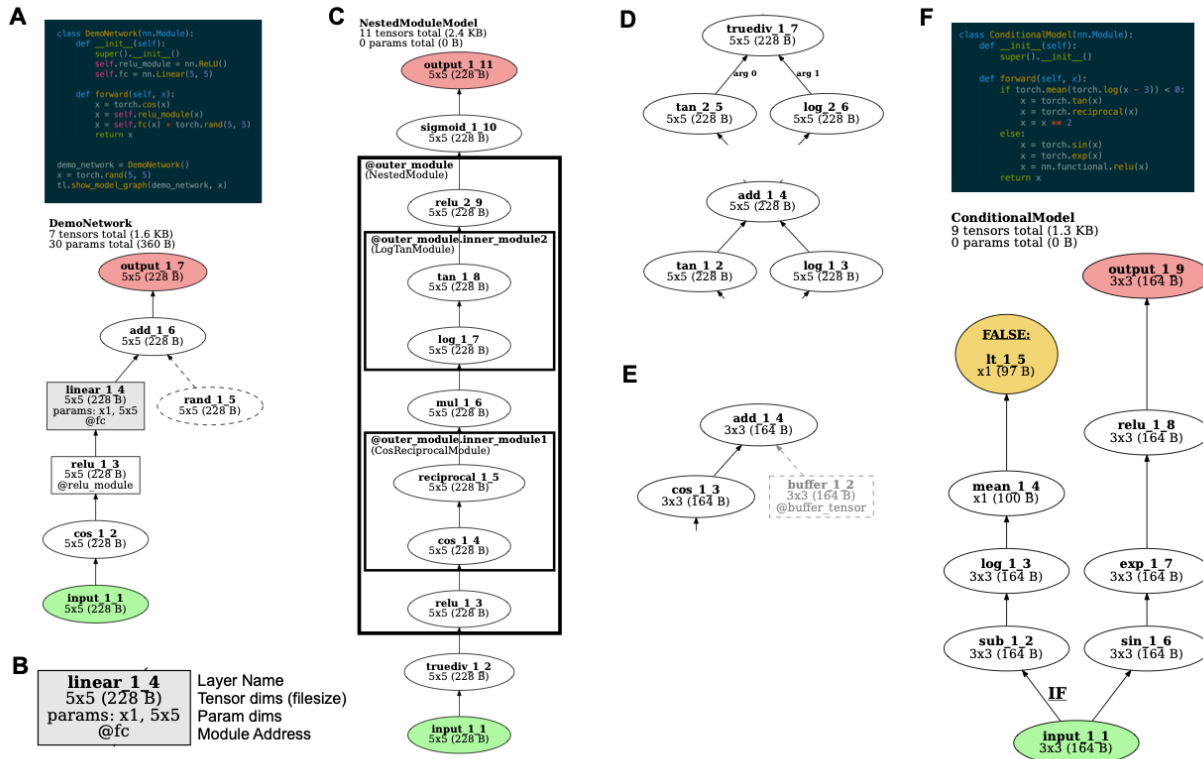 A
class DemoNetwork(nn.Module):
def __init__(self):
super().__init__()
self.relu_module = nn.ReLU()
self.fc = nn.Linear(5, 5)
def forward(self, x):
x = torch.cos(x)
x = self.relu_module(x)
x = self.fc(x) + torch.rand(5, 5)
return x
demo_network = DemoNetwork()
x = torch.rand(5, 5)
tl.show_model_graph(demo_network, x)
DemoNetwork
7 tensors total (1.6 KB)
30 params total (360 B)
output_1_7
5x5 (228 B)
add_1_6
5x5 (228 B)
linear_1_4
5x5 (228 B)
params: x1, 5x5
@fc
rand_1_5
5x5 (228 B)
relu_1_3
5x5 (228 B)
@relu_module
cos_1_2
5x5 (228 B)
input_1_1
5x5 (228 B)
B
linear_1_4
5x5 (228 B)
params: x1, 5x5
@fc
Layer Name
Tensor dims (filesize)
Param dims
Module Address
C
NestedModuleModel
11 tensors total (2.4 KB)
0 params total (0 B)
output_1_11
5x5 (228 B)
sigmoid_1_10
5x5 (228 B)
@outer_module
(NestedModule)
relu_2_9
5x5 (228 B)
@outer_module.inner_module2
(LogTanModule)
tan_1_8
5x5 (228 B)
log_1_7
5x5 (228 B)
mul_1_6
5x5 (228 B)
@outer_module.inner_module1
(CosReciprocalModule)
reciprocal_1_5
5x5 (228 B)
cos_1_4
5x5 (228 B)
relu_1_3
5x5 (228 B)
truediv_1_2
5x5 (228 B)
input_1_1
5x5 (228 B)
D
truediv_1_7
5x5 (228 B)
arg 0
arg 1
tan_2_5
5x5 (228 B)
log_2_6
5x5 (228 B)
add_1_4
5x5 (228 B)
tan_1_2
5x5 (228 B)
log_1_3
5x5 (228 B)
E
add_1_4
3x3 (164 B)
cos_1_3
3x3 (164 B)
buffer_1_2
3x3 (164 B)
@buffer_tensor
F
class ConditionalModel(nn.Module):
def __init__(self):
super().__init__()
def forward(self, x):
if torch.mean(torch.log(x - 3)) < 0:
x = torch.tan(x)
x = torch.reciprocal(x)
x = x ** 2
else:
x = torch.sin(x)
x = torch.exp(x)
x = nn.functional.relu(x)
return x
ConditionalModel
9 tensors total (1.3 KB)
0 params total (0 B)
output_1_9
3x3 (164 B)
FALSE:
lt_1_5
x1 (97 B)
relu_1_8
3x3 (164 B)
mean_1_4
x1 (100 B)
log_1_3
3x3 (164 B)
exp_1_7
3x3 (164 B)
sub_1_2
3x3 (164 B)
sin_1_6
3x3 (164 B)
IF
input_1_1
3x3 (164 B)